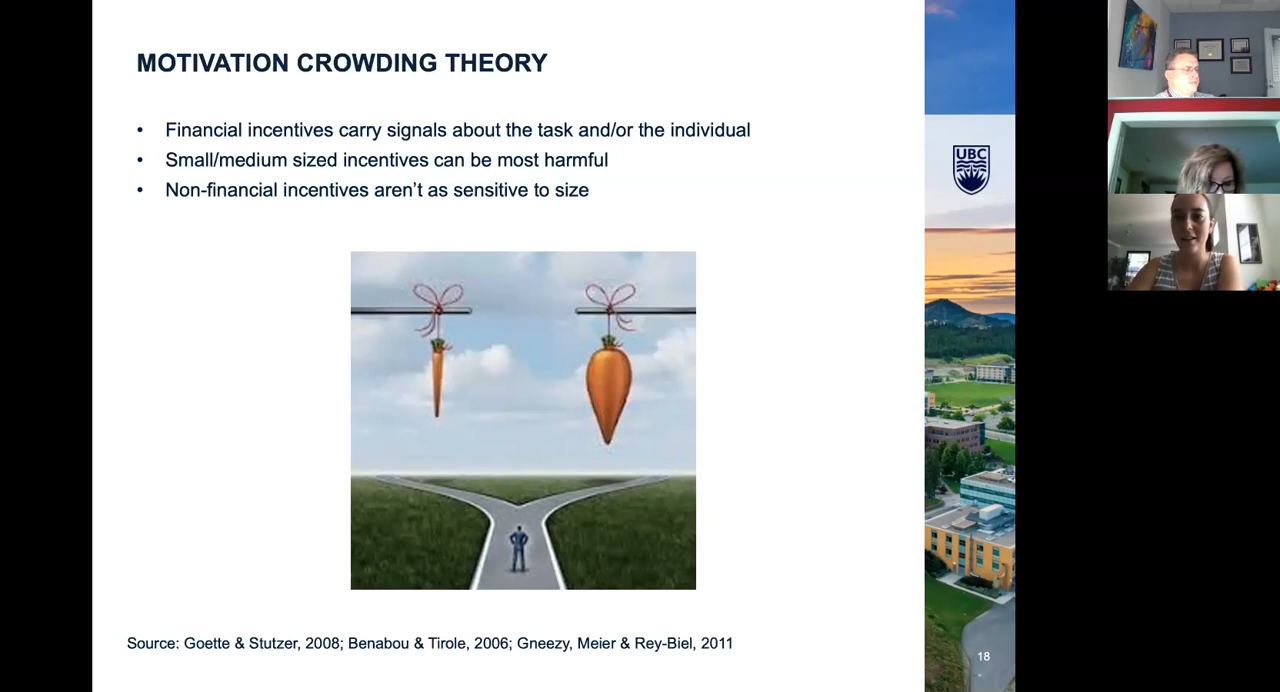 MOTIVATION CROWDING THEORY
• Financial incentives carry signals about the task and/or the individual
• Small/medium sized incentives can be most harmful
• Non-financial incentives aren’t as sensitive to size
UBC
Source: Goette & Stutzer, 2008; Benabou & Tirole, 2006; Gneezy, Meier & Rey-Biel, 2011
18